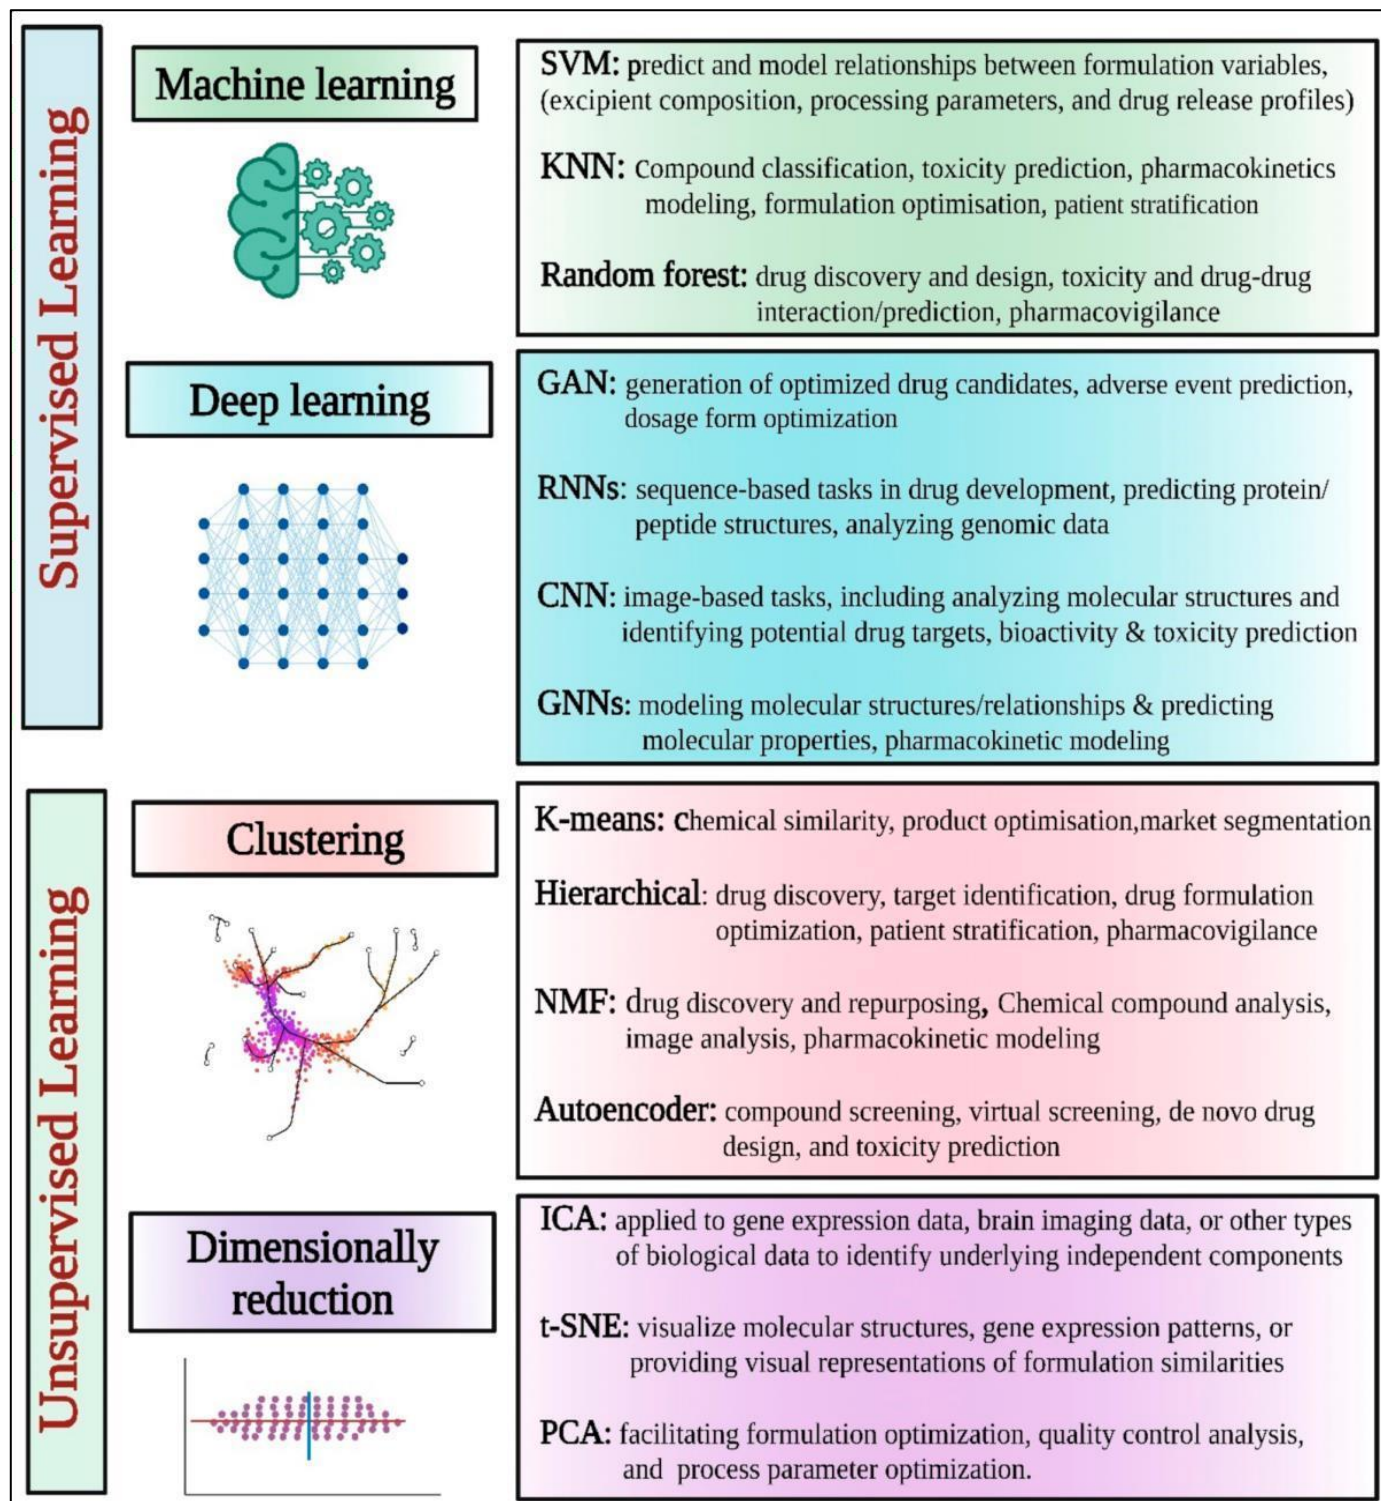 Supervised Learning
Machine learning
SVM: predict and model relationships between formulation variables,
(excipient composition, processing parameters, and drug release profiles)
KNN: Compound classification, toxicity prediction, pharmacokinetics
modeling, formulation optimisation, patient stratification
Random forest: drug discovery and design, toxicity and drug-drug
interaction/prediction, pharmacovigilance
Deep learning
GAN: generation of optimized drug candidates, adverse event prediction,
dosage form optimization
RNNs: sequence-based tasks in drug development, predicting protein/
peptide structures, analyzing genomic data
CNN: image-based tasks, including analyzing molecular structures and
identifying potential drug targets, bioactivity & toxicity prediction
GNNs: modeling molecular structures/relationships & predicting
molecular properties, pharmacokinetic modeling
Unsupervised Learning
Clustering
K-means: chemical similarity, product optimisation,market segmentation
Hierarchical: drug discovery, target identification, drug formulation
optimization, patient stratification, pharmacovigilance
NMF: drug discovery and repurposing, Chemical compound analysis,
image analysis, pharmacokinetic modeling
Autoencoder: compound screening, virtual screening, de novo drug
design, and toxicity prediction
Dimensionally
reduction
ICA: applied to gene expression data, brain imaging data, or other types
of biological data to identify underlying independent components
t-SNE: visualize molecular structures, gene expression patterns, or
providing visual representations of formulation similarities
PCA: facilitating formulation optimization, quality control analysis,
and process parameter optimization.